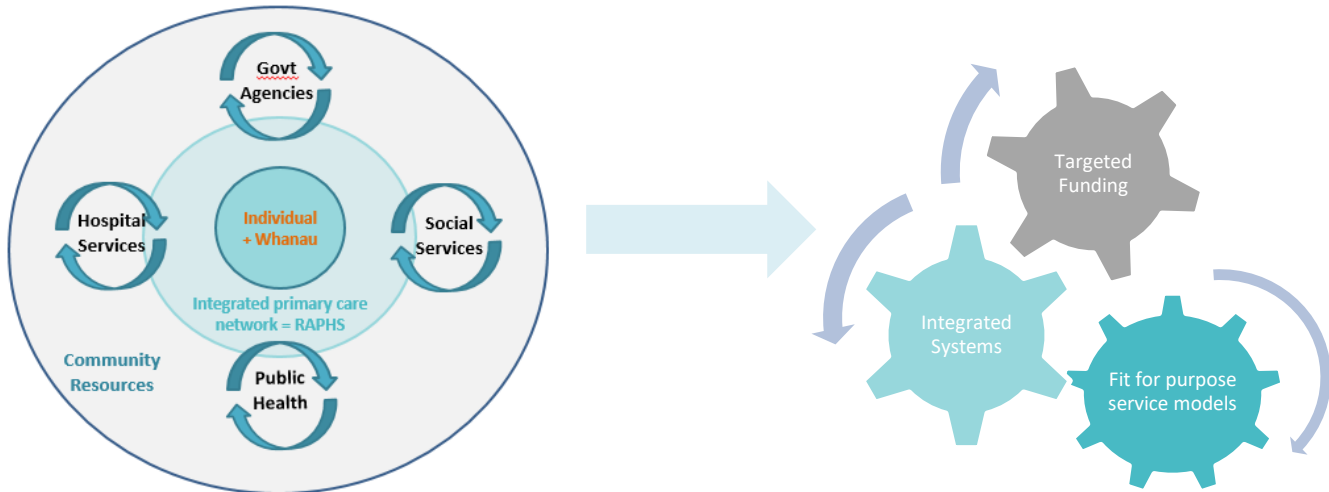 Govt
Agencies
Hospital
Services
Individual
+ Whanau
Social
Services
Integrated primary care
network = RAPHS
Community
Resources
Public
Health
Targeted
Funding
Integrated
Systems
Fit for purpose
service models